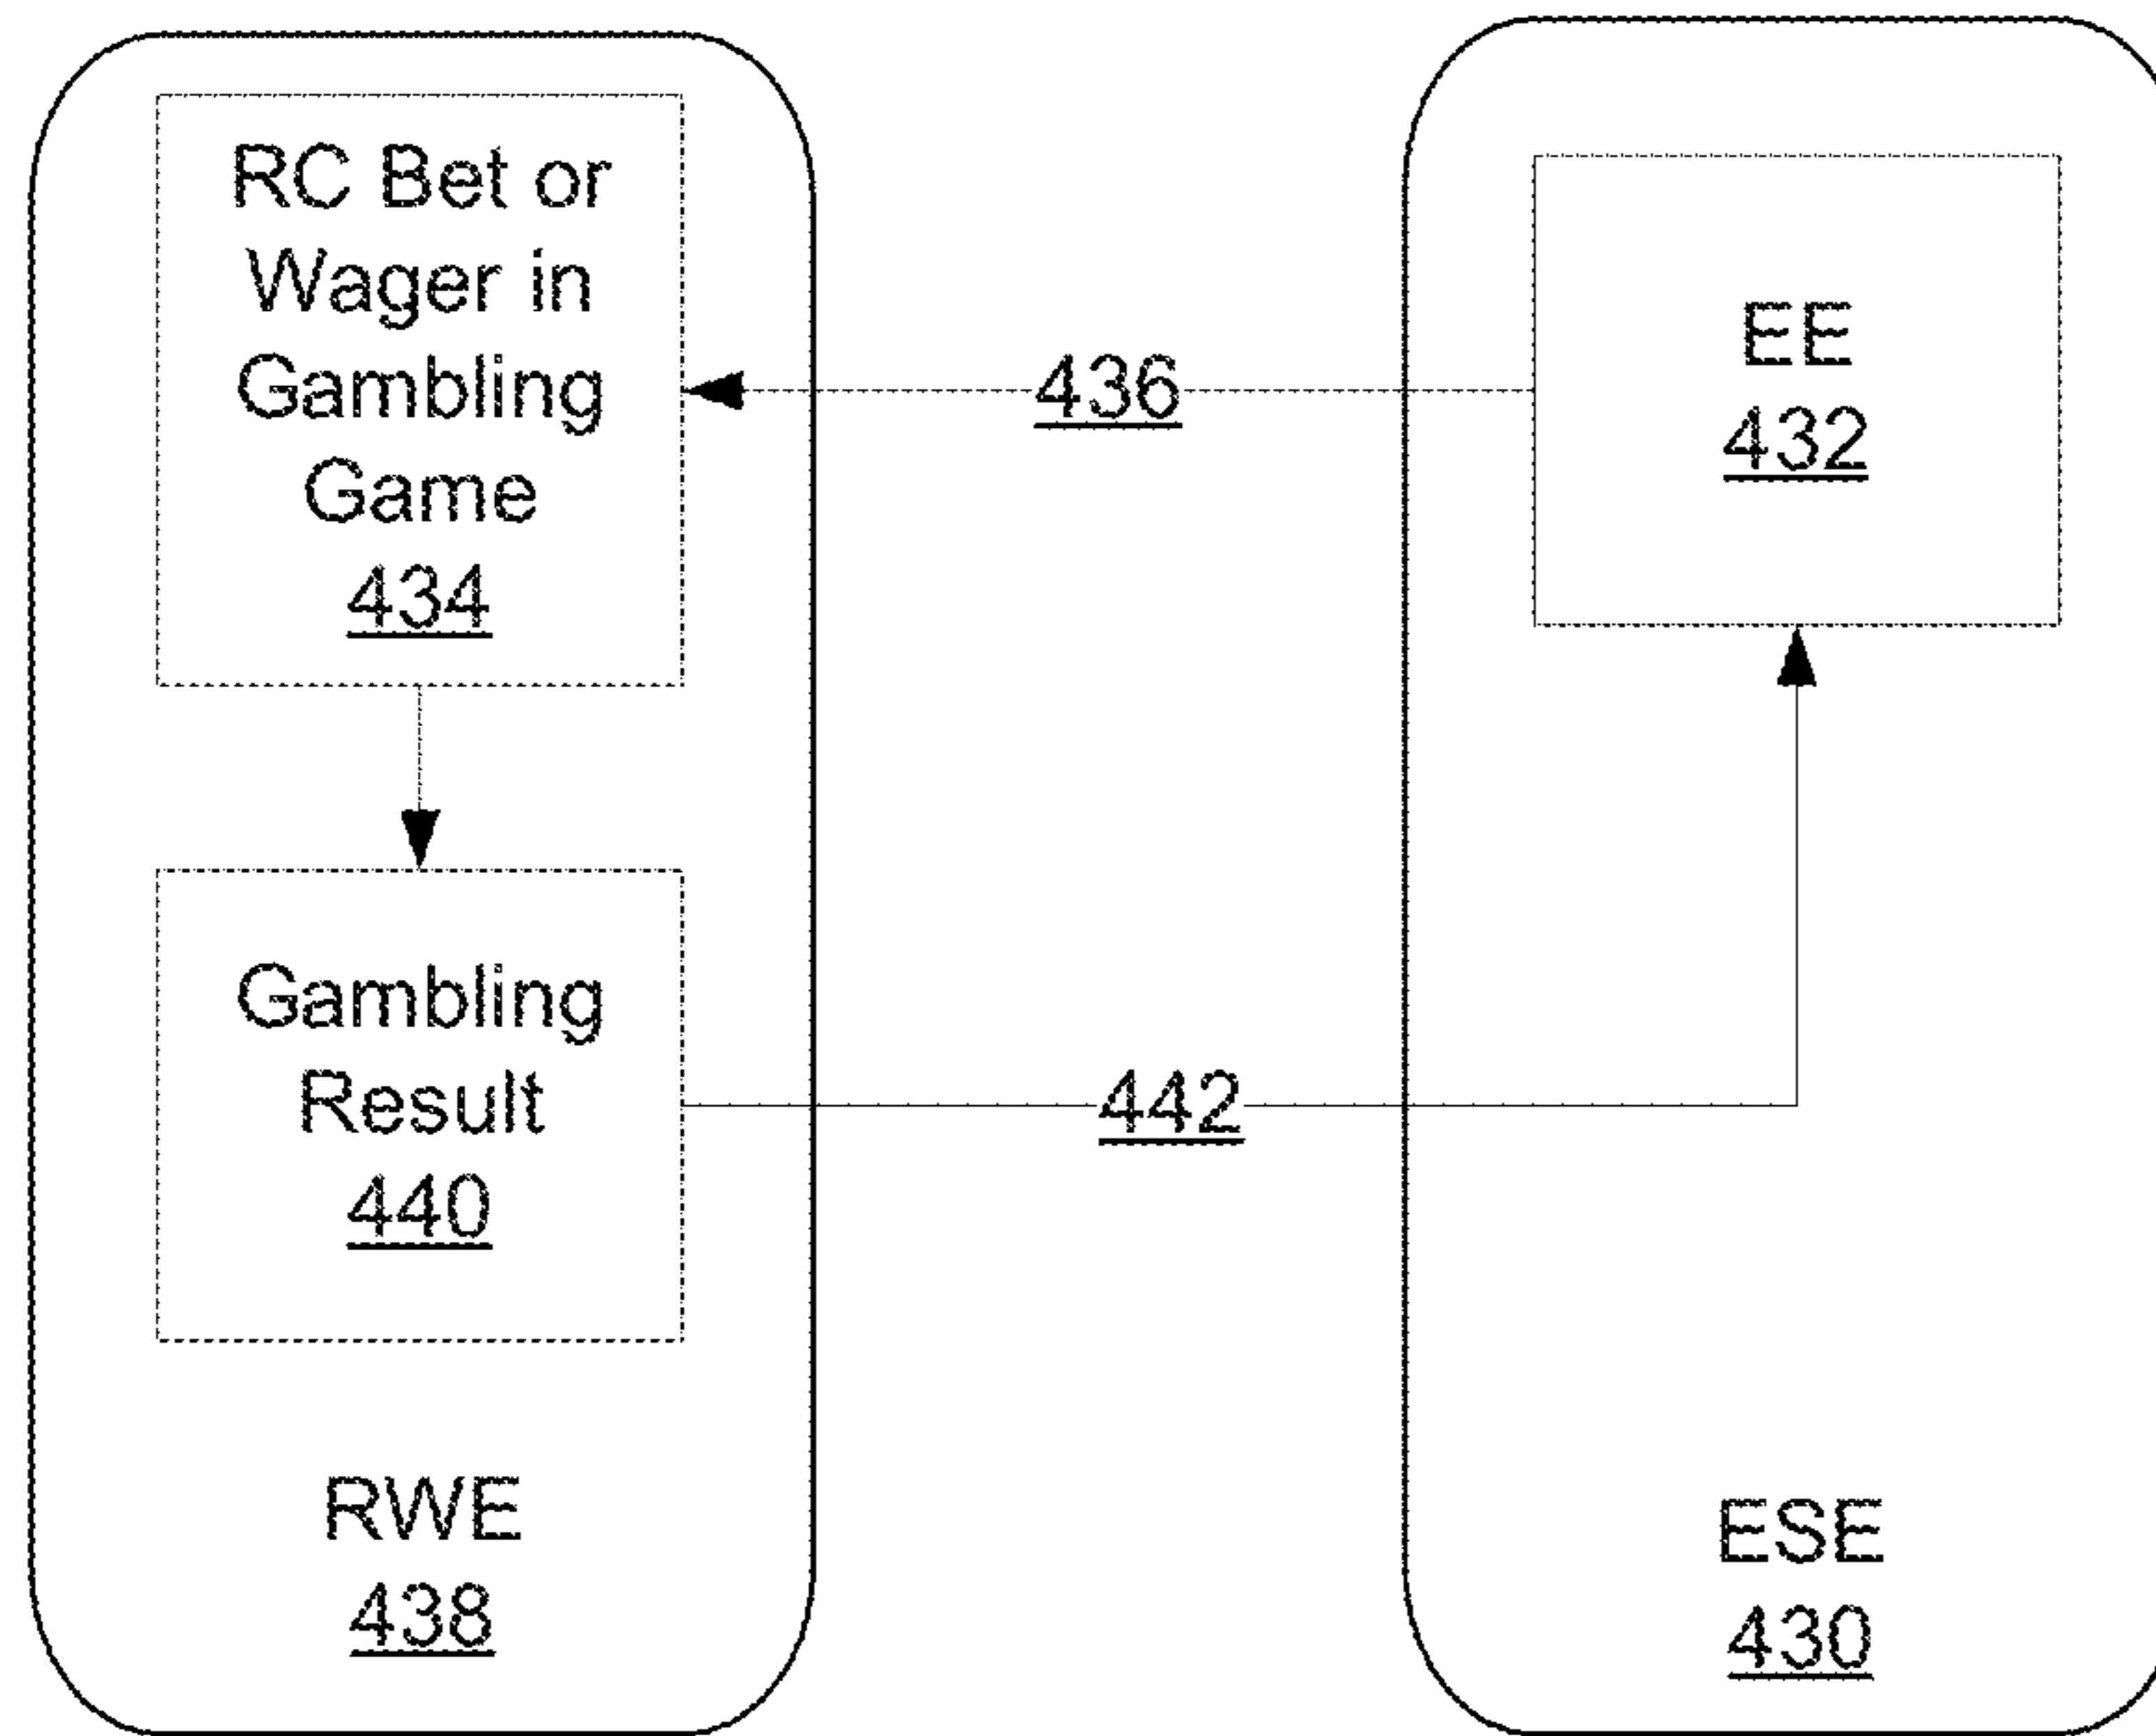 RC Bet or
Wager in
Gambling
Game
434
436
EE
432
Gambling
Result
440
442
RWE
438
ESE
430